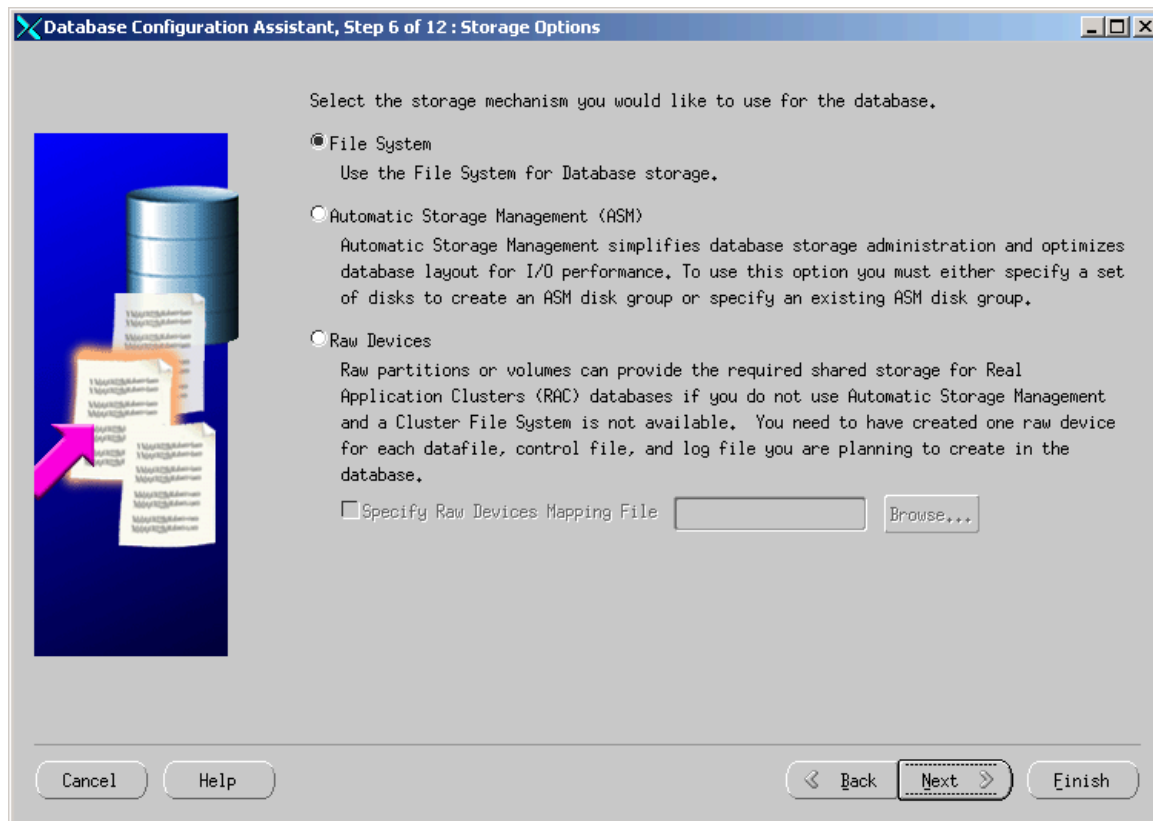 Database Configuration Assistant, Step 6 of 12 : Storage Options
Select the storage mechanism you would like to use for the database.
File System
Use the File System for Database storage.
Automatic Storage Management (ASM)
Automatic Storage Management simplifies database storage administration and optimizes
database layout for I/O performance. To use this option you must either specify a set
of disks to create an ASM disk group or specify an existing ASM disk group.
Raw Devices
Raw partitions or volumes can provide the required shared storage for Real
Application Clusters (RAC) databases if you do not use Automatic Storage Management
and a Cluster File System is not available.  You need to have created one raw device
for each datafile, control file, and log file you are planning to create in the
database.
Specify Raw Devices Mapping File
Browse...
Cancel
Help
Back
Next
Finish